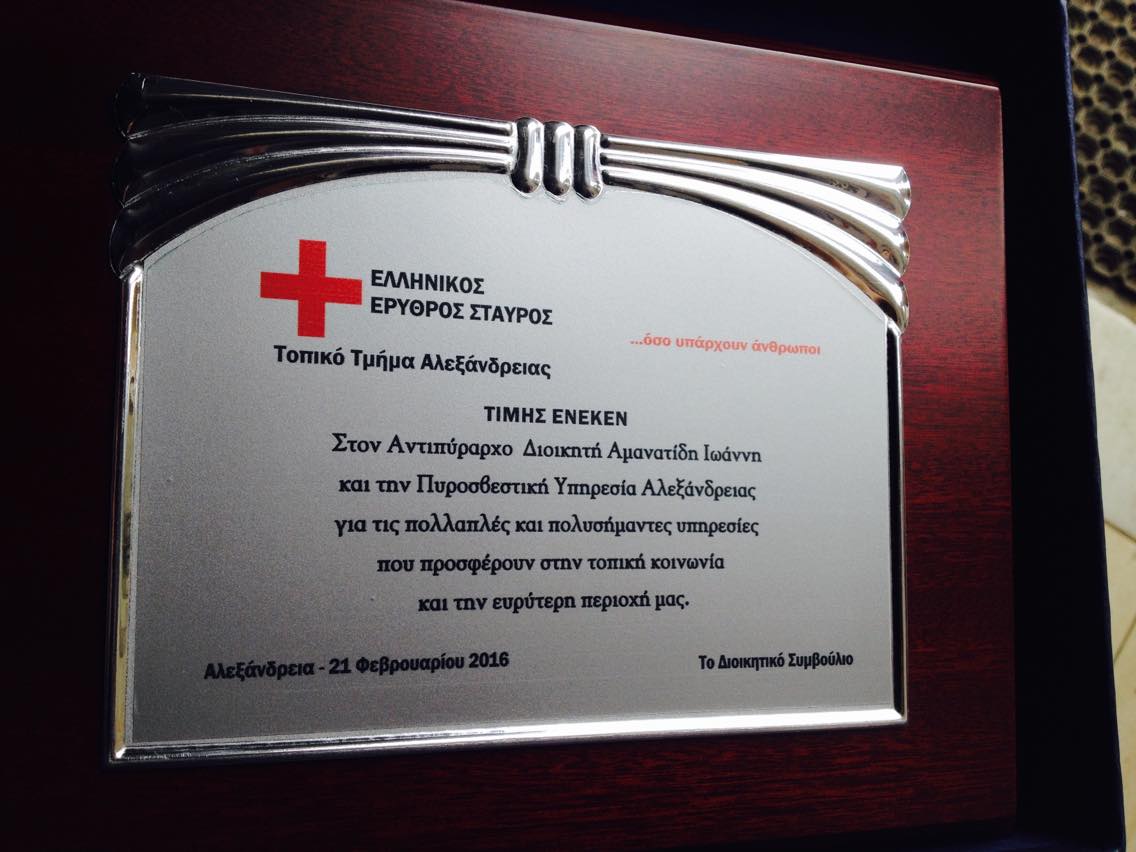 ΕΛΛΗΝΙΚΟΣ
ΕΡΥΘΡΟΣ ΣΤΑΥΡΟΣ
...όσο υπάρχουν άνθρωποι
Τοπικό Τμήμα Αλεξάνδρειας
ΤΙΜΗΣ ΕΝΕΚΕΝ
Στον Αντιπύραρχο Διοικητή Αμανατίδη Ιωάννη
και την Πυροσβεστική Υπηρεσία Αλεξάνδρειας
για τις πολλαπλές και πολυσήμαντες υπηρεσίες
που προσφέρουν στην τοπική κοινωνία
και την ευρύτερη περιοχή μας.
Αλεξάνδρεια - 21 Φεβρουαρίου 2016
Το Διοικητικό Συμβούλιο